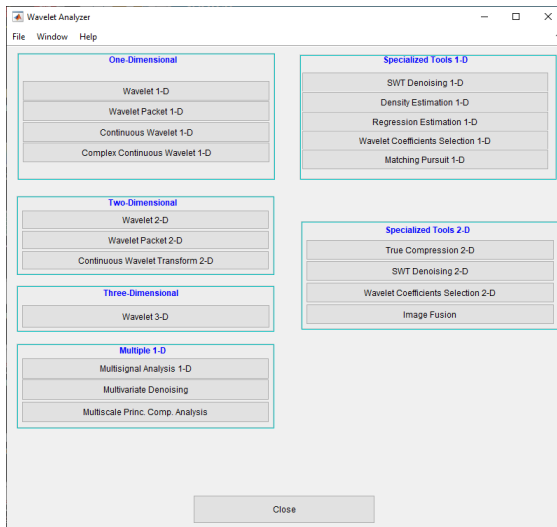 Wavelet Analyzer
File Window Help
One-Dimensional
Wavelet 1-D
Wavelet Packet 1-D
Continuous Wavelet 1-D
Complex Continuous Wavelet 1-D
Two-Dimensional
Wavelet 2-D
Wavelet Packet 2-D
Continuous Wavelet Transform 2-D
Three-Dimensional
Wavelet 3-D
Multiple 1-D
Multisignal Analysis 1-D
Multivariate Denoising
Multiscale Princ. Comp. Analysis
Specialized Tools 1-D
SWT Denoising 1-D
Density Estimation 1-D
Regression Estimation 1-D
Wavelet Coefficients Selection 1-D
Matching Pursuit 1-D
Specialized Tools 2-D
True Compression 2-D
SWT Denoising 2-D
Wavelet Coefficients Selection 2-D
Image Fusion
Close